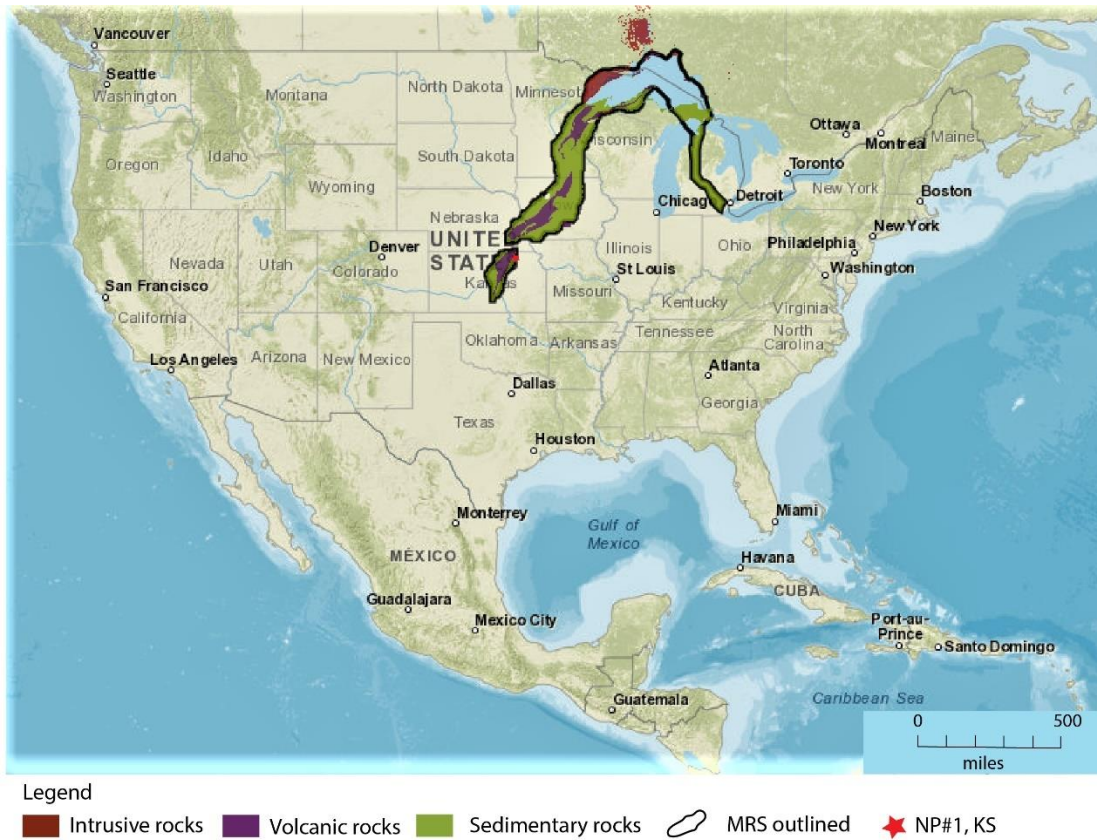 Vancouver
Seattle
Washington
Montana
North Dakota
Minnesot
Ottawa
Montreal
Maine
Oregon
Idaho
South Dakota
isconsin
Toronto
Wyoming
New York
Boston
Chicag
Detroit
Nebraska
New York
UNITE
STAT
Nevada
Utah
Denver
Colorado
Illinois
Ohio
Philadelphia
Washington
San Francisco
California
Kansas
St Louis
Missouri
Kentucky
Virginia
Los Angeles
Arizona
New Mexico
Oklahoma
Arkansas
Tennessee
North
Carolina
Atlanta
Dallas
Georgia
Texas
Houston
Monterrey
Gulf of
Mexico
Miami
MÉXICO
Havana
CUBA
Guadalajara
Mexico City
Port-au-
Prince
Santo Domingo
Guatemala
Caribbean Sea
0 500
miles
Legend
Intrusive rocks Volcanic rocks Sedimentary rocks MRS outlined NP#1, KS